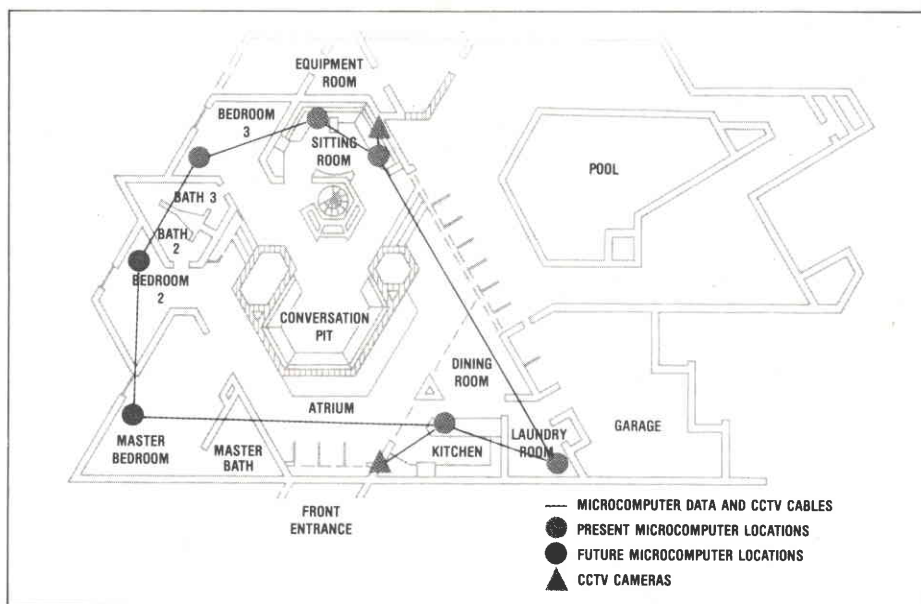 EQUIPMENT
ROOM
BEDROOM
3
SITTING
ROOM
POOL
BATH 3
BATH
2
BEDROOM
2
CONVERSATION
PIT
DINING
ROOM
ATRIUM
GARAGE
MASTER
BEDROOM
MASTER
BATH
KITCHEN
LAUNDRY
ROOM
FRONT
ENTRANCE
MICROCOMPUTER DATA AND CCTV CABLES
PRESENT MICROCOMPUTER LOCATIONS
FUTURE MICROCOMPUTER LOCATIONS
CCTV CAMERAS